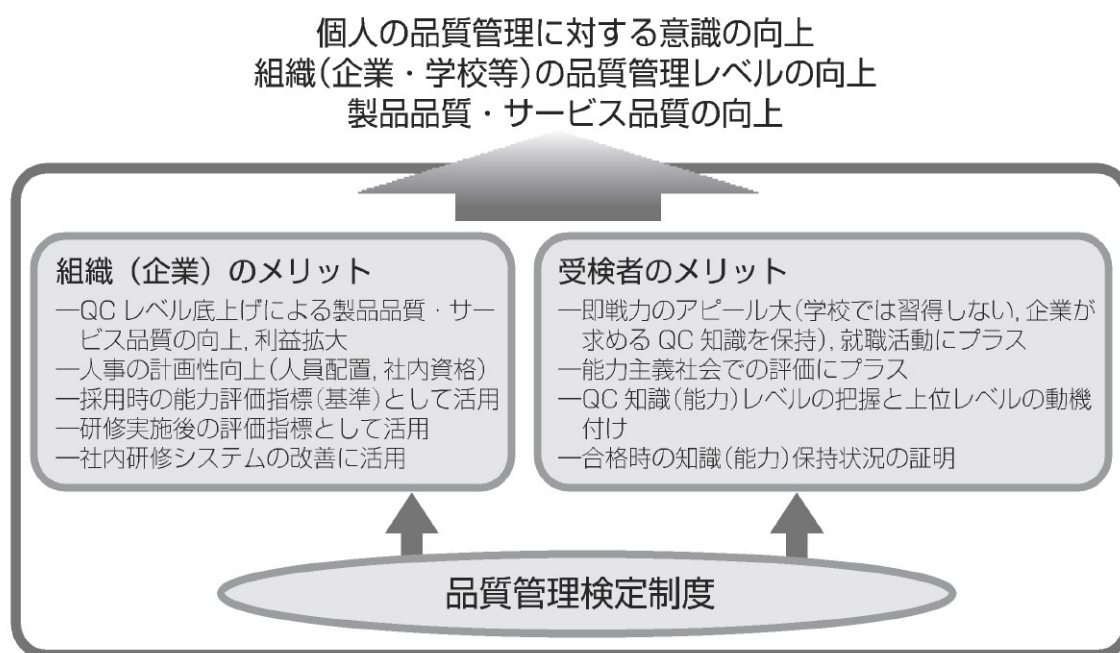 個人の品質管理に対する意識の向上
組織(企業・学校等)の品質管理レベルの向上
製品品質・サービス品質の向上
組織（企業）のメリット
―QC レベル底上げによる製品品質・サー
ビス品質の向上, 利益拡大
―人事の計画性向上(人員配置, 社内資格)
―採用時の能力評価指標(基準)として活用
―研修実施後の評価指標として活用
―社内研修システムの改善に活用
受検者のメリット
―即戦力のアピール大(学校では習得しない, 企業が
求める QC 知識を保持), 就職活動にプラス
―能力主義社会での評価にプラス
―QC 知識(能力)レベルの把握と上位レベルの動機
付け
―合格時の知識(能力)保持状況の証明
品質管理検定制度